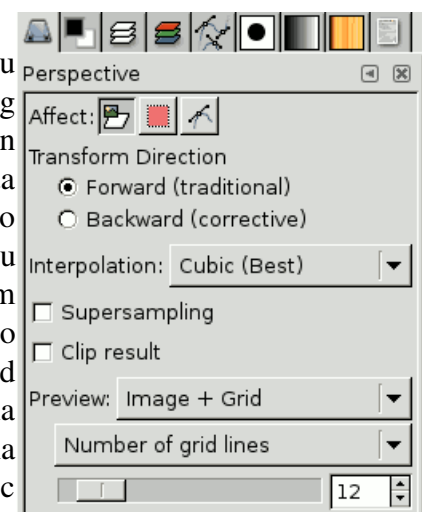 u
g
n
a
o
u
m
o
d
a
a
c
Perspective
Affect:
Transform Direction
Forward (traditional)
Backward (corrective)
Interpolation: Cubic (Best)
Supersampling
Clip result
Preview: Image + Grid
Number of grid lines
12